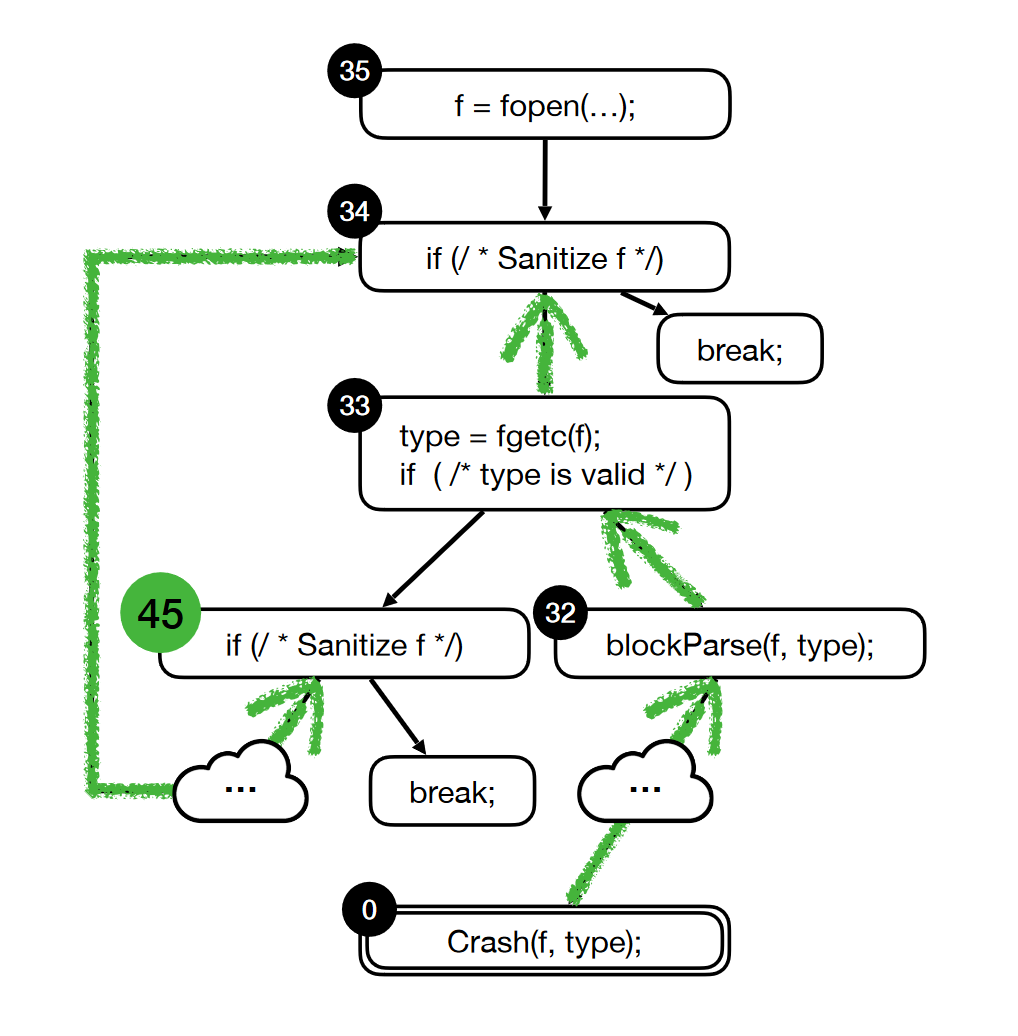 35
f = fopen(…);
34
if (/ * Sanitize f */)
break;
33
type = fgetc(f);
if ( /* type is valid */ )
45
if (/ * Sanitize f */)
32
blockParse(f, type);
...
break;
...
0
Crash(f, type);